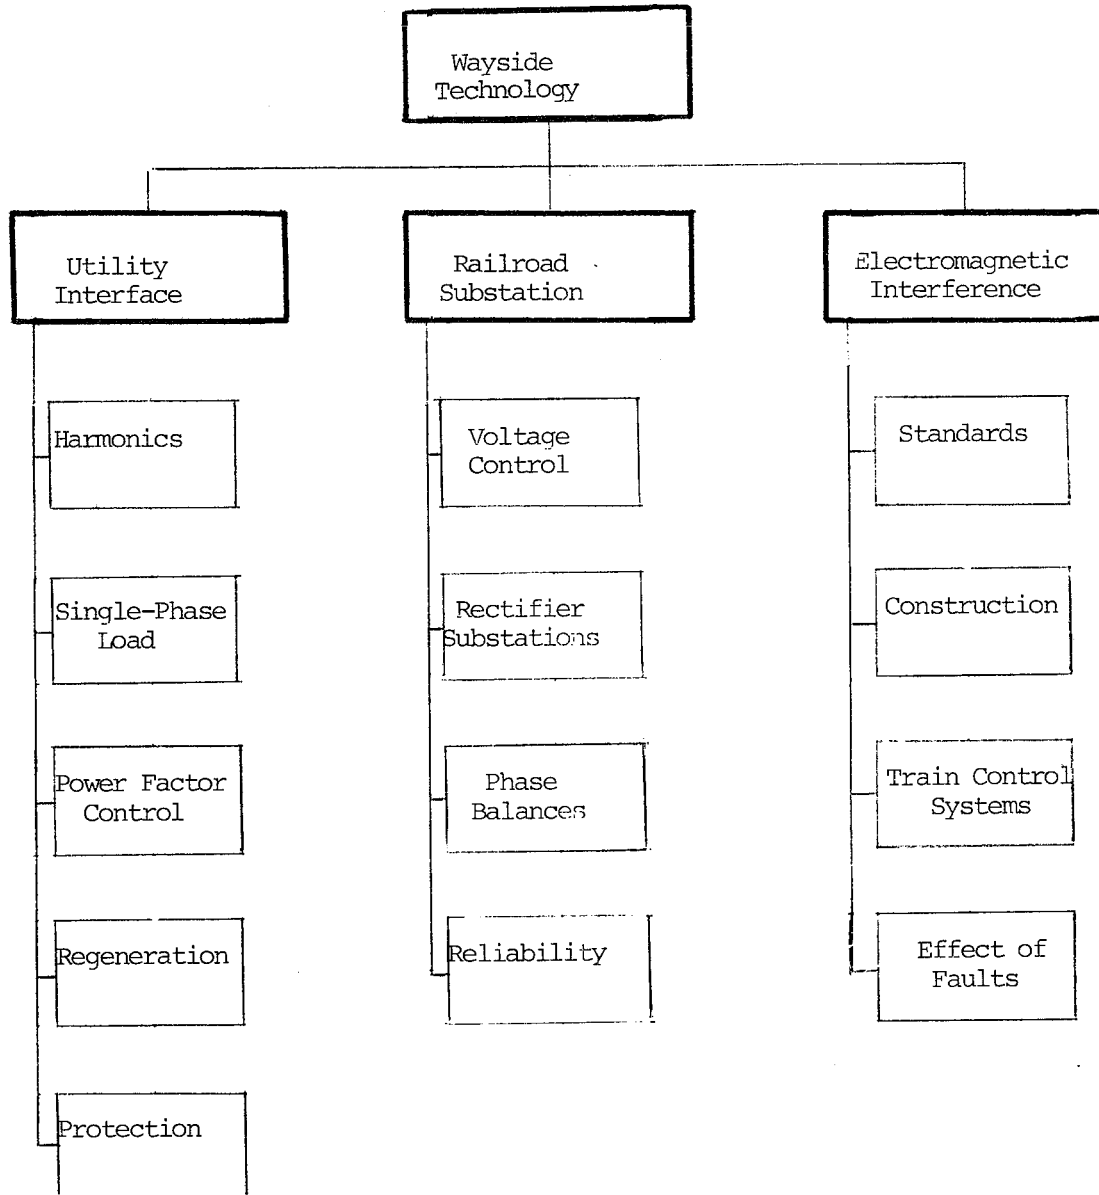 Wayside
Technology
Utility
Interface
Railroad
Substation
Electromagnetic
Interference
Harmonics
Single-Phase
Load
Power Factor
Control
Regeneration
Protection
Voltage
Control
Rectifier
Substations
Phase
Balances
Reliability
Standards
Construction
Train Control
Systems
Effect of
Faults